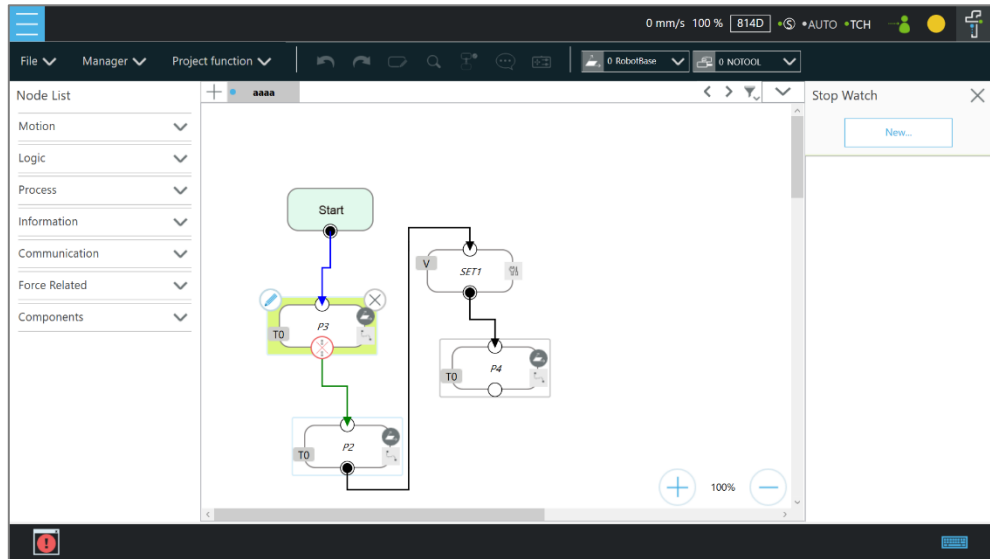 0 mm/s 100 % 814D •Ⓢ •AUTO •TCH
File Manager Project function 0 RobotBase 0 NOTOOL
Node List
aaaa
Stop Watch
New...
Motion
Logic
Process
Information
Communication
Force Related
Components
Start
V SET1
T0 P3
T0 P4
T0 P2
100%